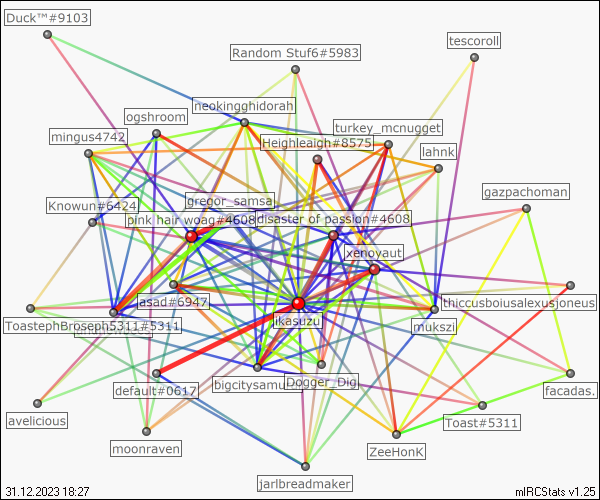 Duck™#9103
tescoroll
Random Stuf6#5983
neokingghidorah
ogshroom
turkey_mcnugget
mingus4742
Heighleaigh#8575
lahnk
gazpachoman
gregor_samsa
Knowun#6424
pink hair woag#4608
disaster of passion#4608
xenoyaut
asad#6947
thiccusboiusalexusjoneus
ikasuzu
ToastephBroseph5311#5311
mukszi
default#0617
bigcitysamu
Dogger_Dig
facadas.
avelicious
Toast#5311
moonraven
ZeeHonK
jarlbreadmaker
31.12.2023 18:27
mIRCStats v1.25